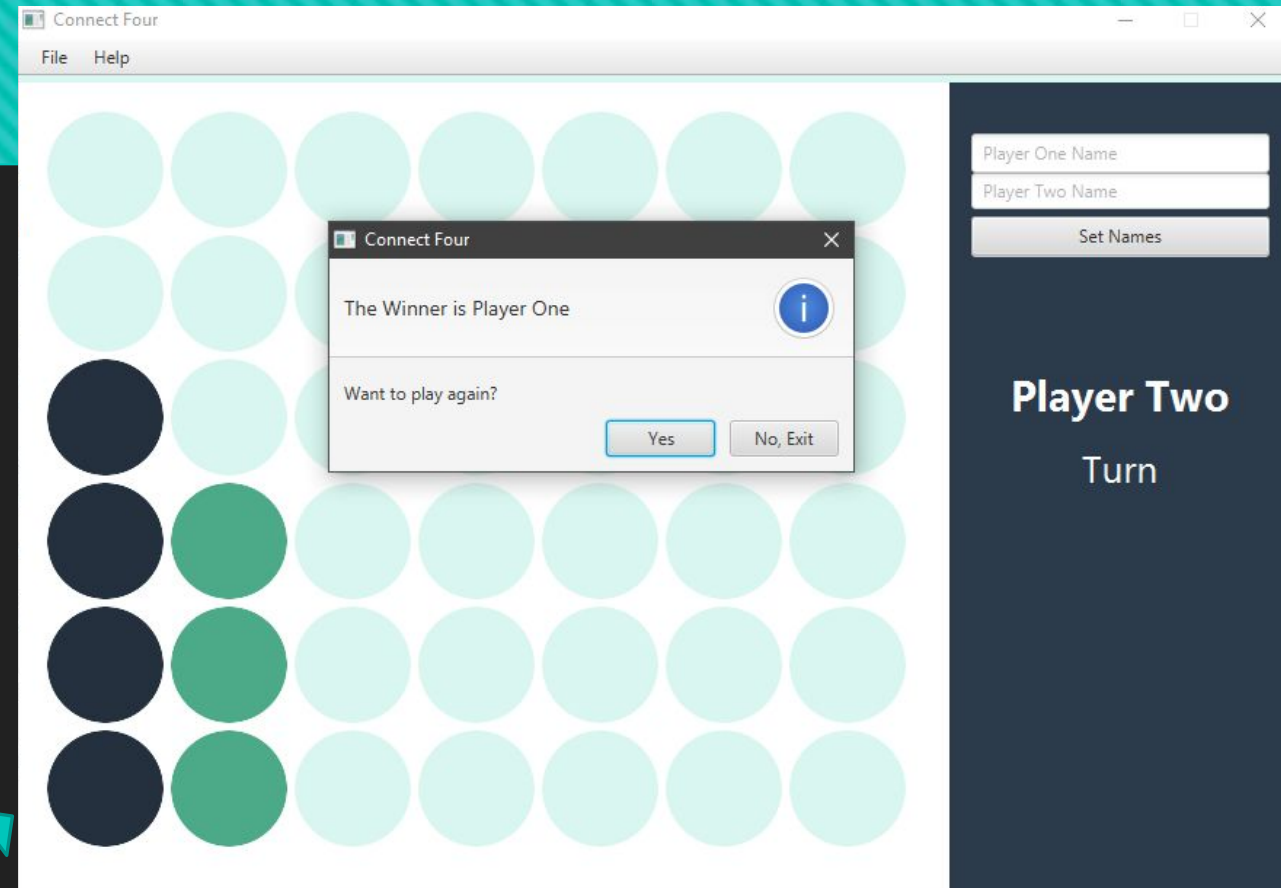 Connect Four
File Help
Player One Name
Player Two Name
Set Names
Connect Four
The Winner is Player One
i
Want to play again?
Yes No, Exit
Player Two
Turn